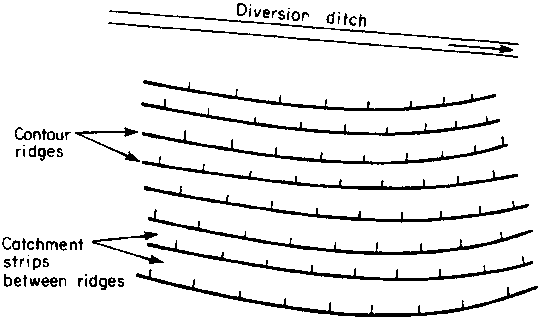 Diversion ditch
Contour
ridges
Catchment
strips
between ridges